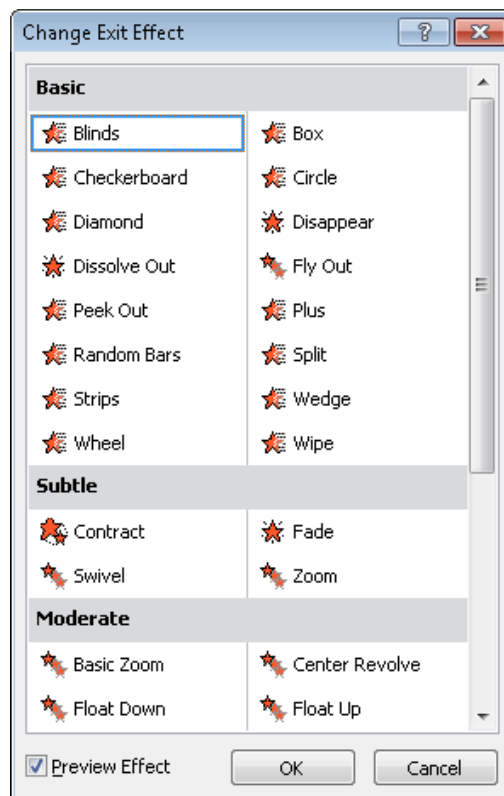 Change Exit Effect
Basic
Blinds Box
Checkerboard Circle
Diamond Disappear
Dissolve Out Fly Out
Peek Out Plus
Random Bars Split
Strips Wedge
Wheel Wipe
Subtle
Contract Fade
Swivel Zoom
Moderate
Basic Zoom Center Revolve
Float Down Float Up
Preview Effect OK Cancel